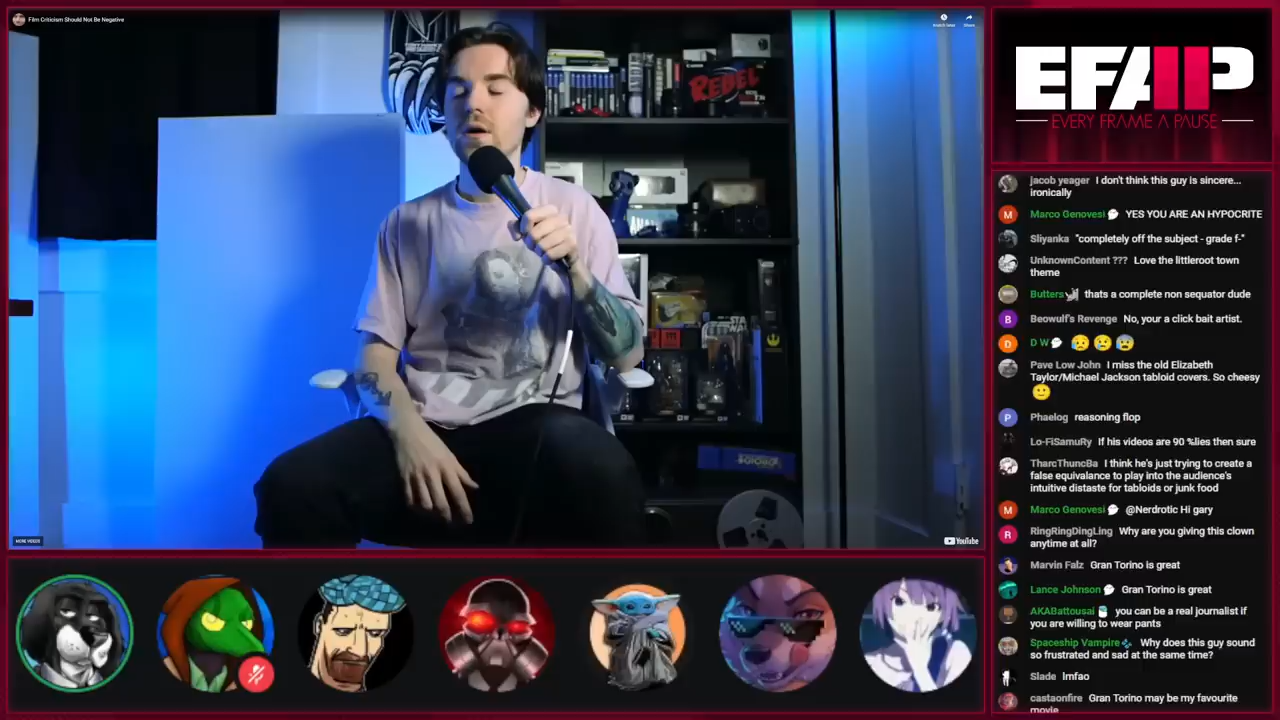 Film Criticism Should Not Be Negative
Watch later
Share
REBEL
STAR
MORE VIDEOS
YouTube
EFAP
EVERY FRAME A PAUSE
jacob yeager I don't think this guy is sincere...
ironically
Marco Genovesi YES YOU ARE AN HYPOCRITE
Sliyanka "completely off the subject - grade f-"
UnknownContent ??? Love the littleroot town
theme
Butters thats a complete non sequator dude
Beowulf's Revenge No, your a click bait artist.
D W 😥 😢 😰
Pave Low John I miss the old Elizabeth
Taylor/Michael Jackson tabloid covers. So cheesy
🙂
Phaelog reasoning flop
Lo-FiSamuRy If his videos are 90 %lies then sure
TharcThuncBa I think he's just trying to create a
false equivalance to play into the audience's
intuitive distaste for tabloids or junk food
Marco Genovesi @Nerdrotic Hi gary
RingRingDingLing Why are you giving this clown
anytime at all?
Marvin Falz Gran Torino is great
Lance Johnson Gran Torino is great
AKABattousai you can be a real journalist if
you are willing to wear pants
Spaceship Vampire Why does this guy sound
so frustrated and sad at the same time?
Slade lmfao
castaonfire Gran Torino may be my favourite
movie